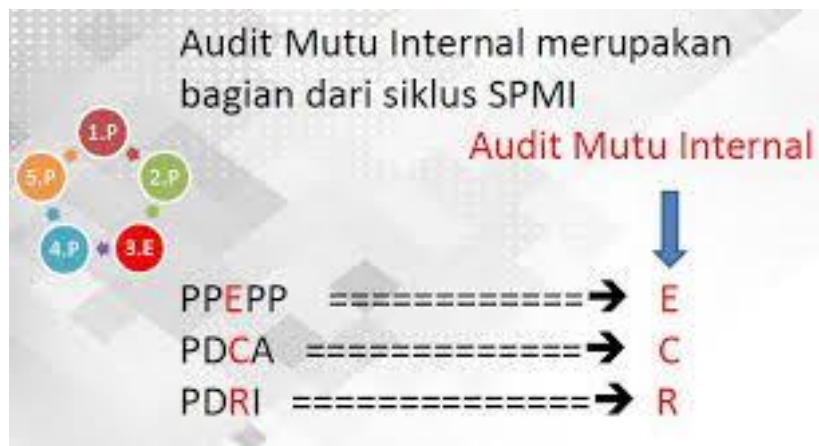 Audit Mutu Internal merupakan
bagian dari siklus SPMI
Audit Mutu Internal
1.P
2.P
3.E
4.P
5.P
PPEPP ============➔ E
PDCA =============➔ C
PDRI ==============➔ R